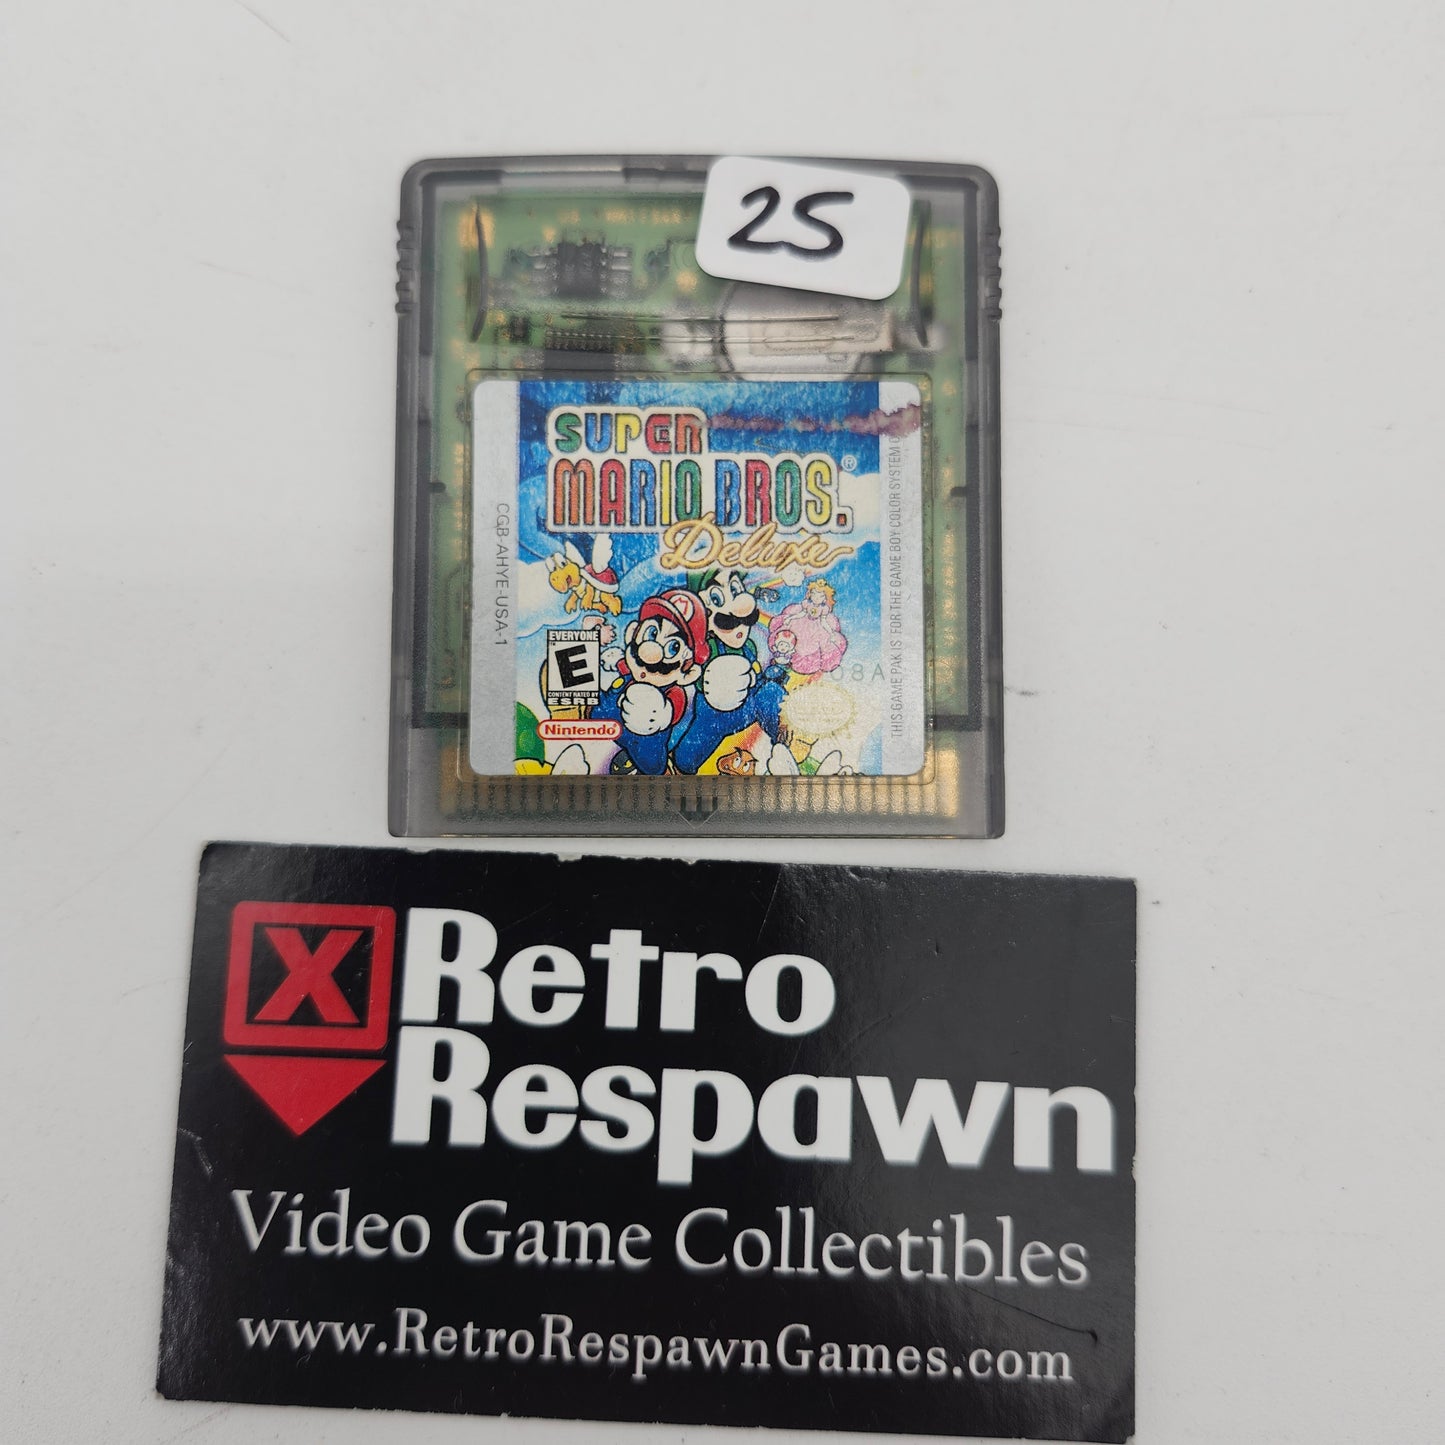 25
SUPER
MARIO BROS.®
Deluxe
CGB-AHYE-USA-1
THIS GAME PAK IS FOR THE GAME BOY COLOR SYSTEM
EVERYONE
E
CONTENT RATED BY
ESRB
08A
Nintendo®
X
Retro
Respawn
Video Game Collectibles
www.RetroRespawnGames.com